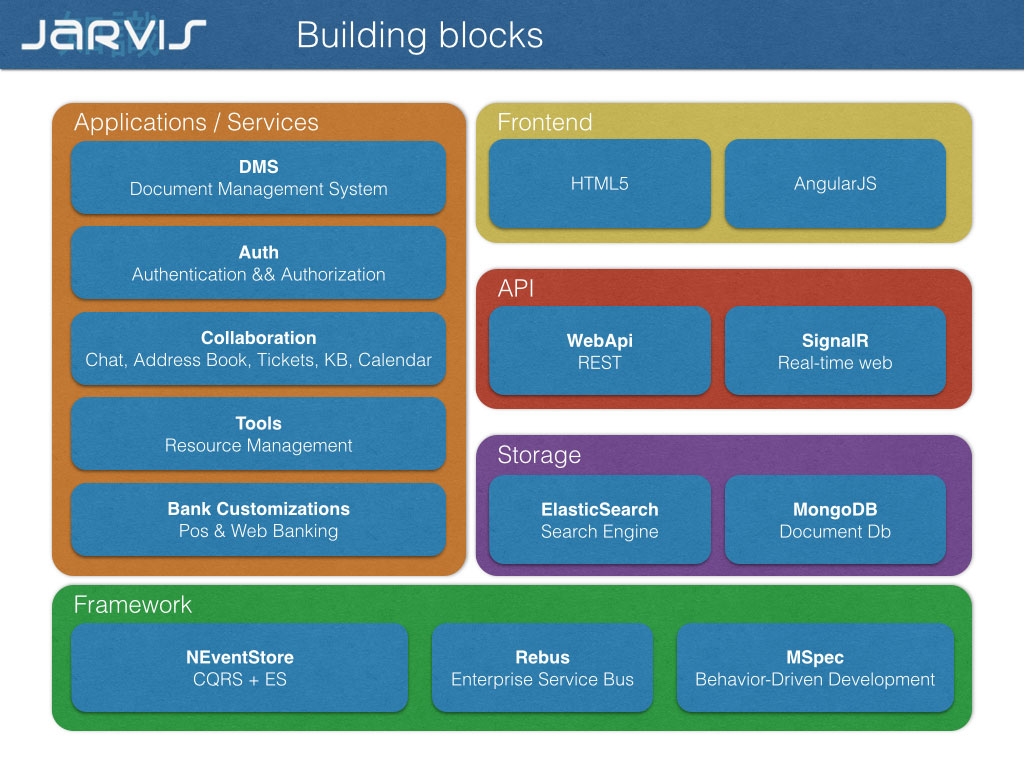 JARVIS
Building blocks
Applications / Services
DMS
Document Management System
Auth
Authentication && Authorization
Collaboration
Chat, Address Book, Tickets, KB, Calendar
Tools
Resource Management
Bank Customizations
Pos & Web Banking
Frontend
HTML5
AngularJS
API
WebApi
REST
SignalR
Real-time web
Storage
ElasticSearch
Search Engine
MongoDB
Document Db
Framework
NEventStore
CQRS + ES
Rebus
Enterprise Service Bus
MSpec
Behavior-Driven Development